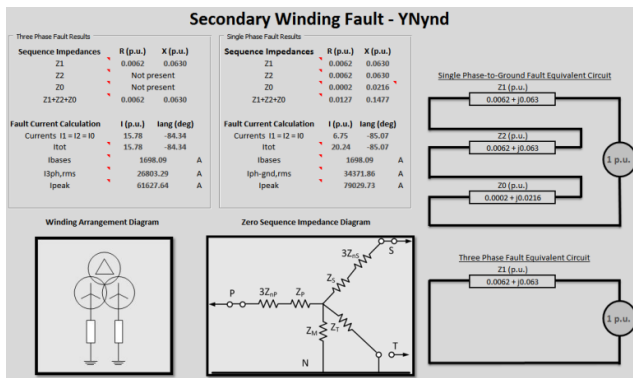 Secondary Winding Fault - YNynd
Three Phase Fault Results
Sequence Impedances R (p.u.) X (p.u.)
Z1 0.0062 0.0630
Z2 Not present
Z0 Not present
Z1+Z2+Z0 0.0062 0.0630
Fault Current Calculation I (p.u.) Iang (deg)
Currents I1 = I2 = I0 15.78 -84.34
Itot 15.78 -84.34
Ibases 1698.09 A
I3ph,rms 26803.29 A
Ipeak 61627.64 A
Single Phase Fault Results
Sequence Impedances R (p.u.) X (p.u.)
Z1 0.0062 0.0630
Z2 0.0062 0.0630
Z0 0.0002 0.0216
Z1+Z2+Z0 0.0127 0.1477
Fault Current Calculation I (p.u.) Iang (deg)
Currents I1 = I2 = I0 6.75 -85.07
Itot 20.24 -85.07
Ibases 1698.09 A
Iph-gnd,rms 34371.86 A
Ipeak 79029.73 A
Single Phase-to-Ground Fault Equivalent Circuit
Z1 (p.u.)
0.0062 + j0.063
Z2 (p.u.)
0.0062 + j0.063
1 p.u.
Z0 (p.u.)
0.0002 + j0.0216
Winding Arrangement Diagram
Zero Sequence Impedance Diagram
S
3ZnS
ZS
P 3ZnP ZP
ZM ZT
T
N
Three Phase Fault Equivalent Circuit
Z1 (p.u.)
0.0062 + j0.063
1 p.u.